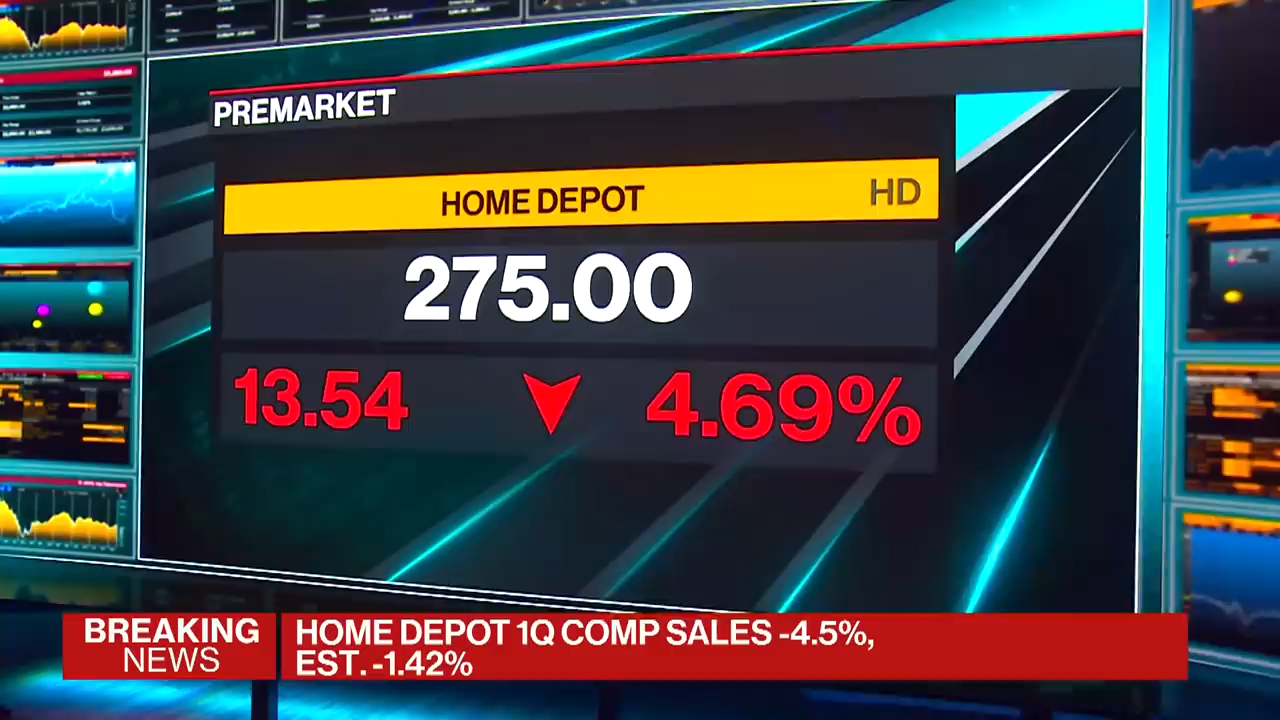 PREMARKET
HOME DEPOT HD
275.00
13.54 4.69%
BREAKING
NEWS
HOME DEPOT 1Q COMP SALES -4.5%,
EST. -1.42%